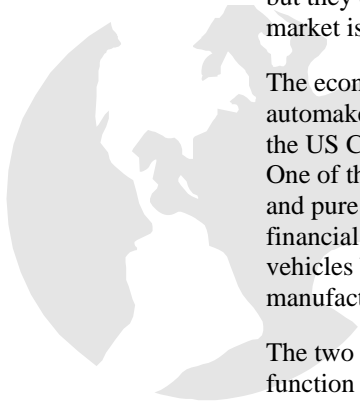 but they
market is
The econ
automake
the US C
One of th
and pure
financial
vehicles
manufact
The two
function